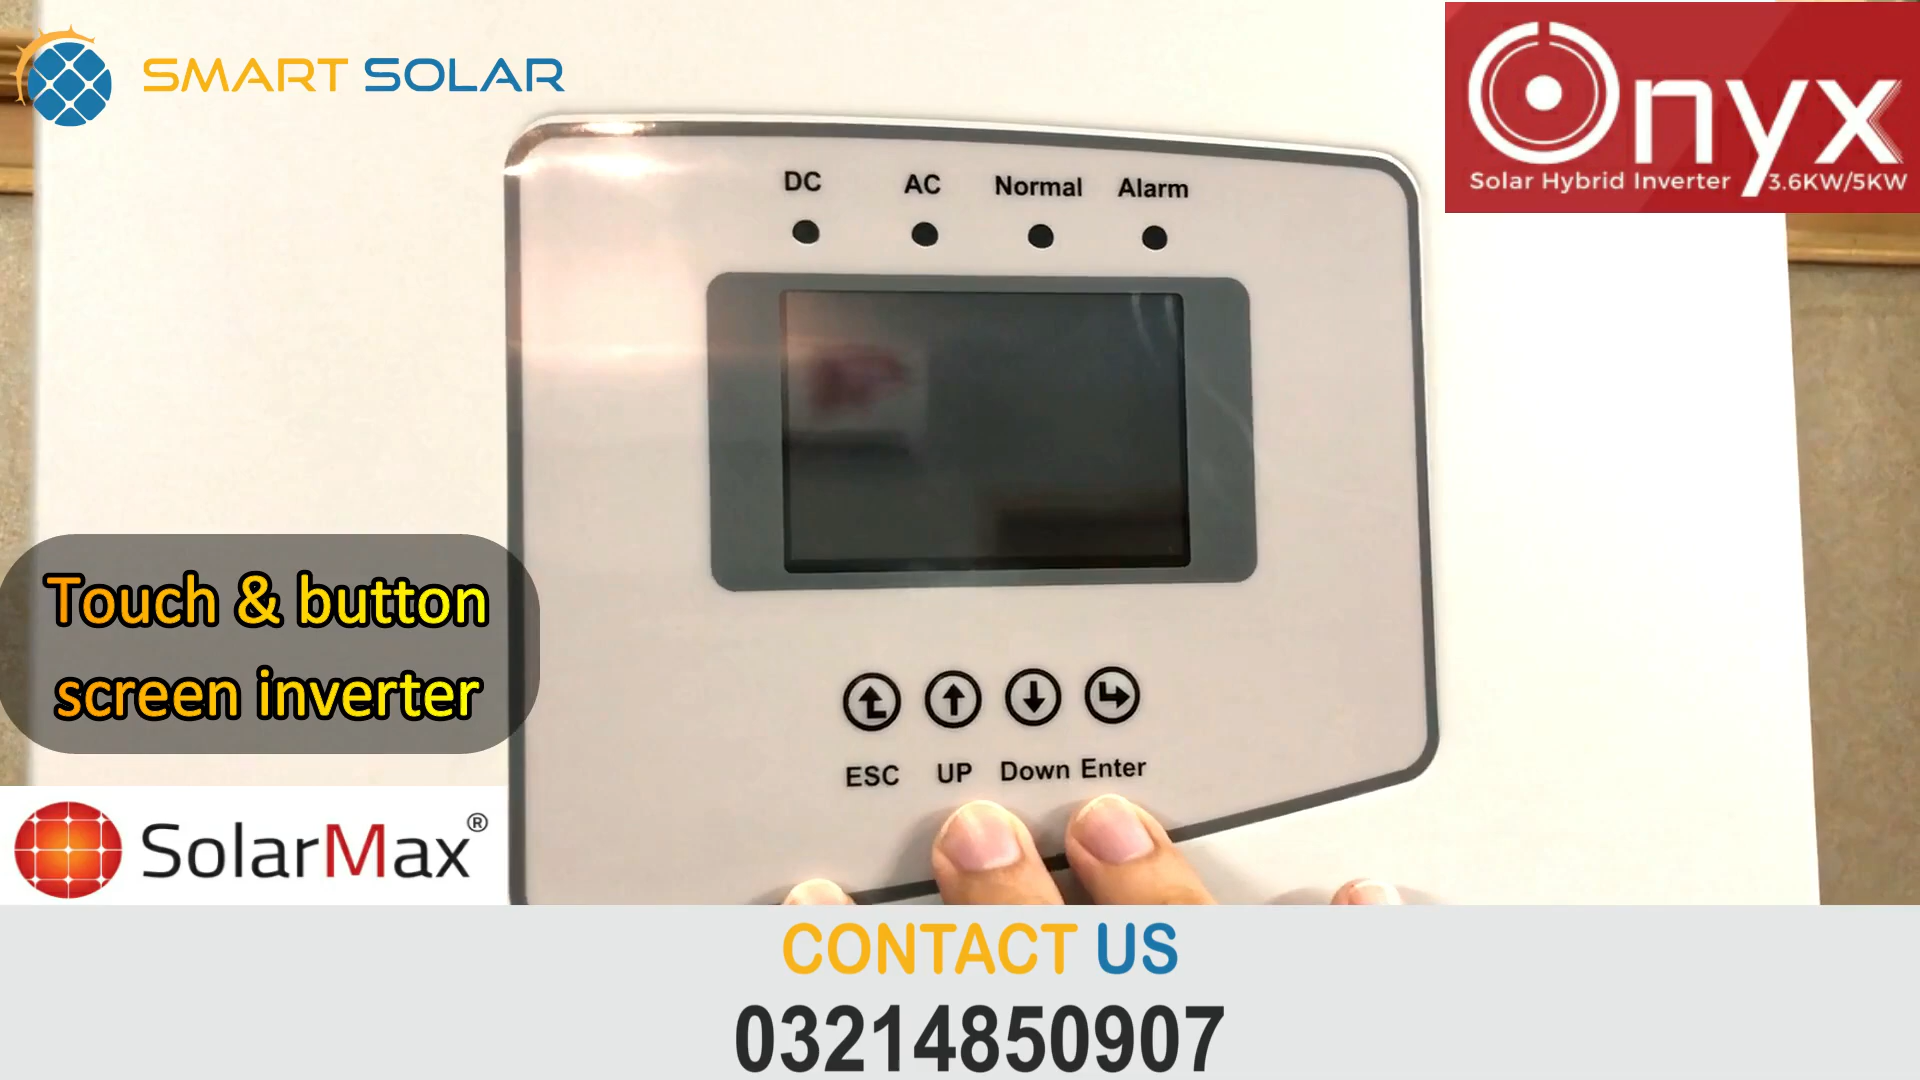 SMART SOLAR
Onyx
Solar Hybrid Inverter 3.6KW/5KW
DC AC Normal Alarm
Touch & button
screen inverter
ESC UP Down Enter
SolarMax®
CONTACT US
03214850907